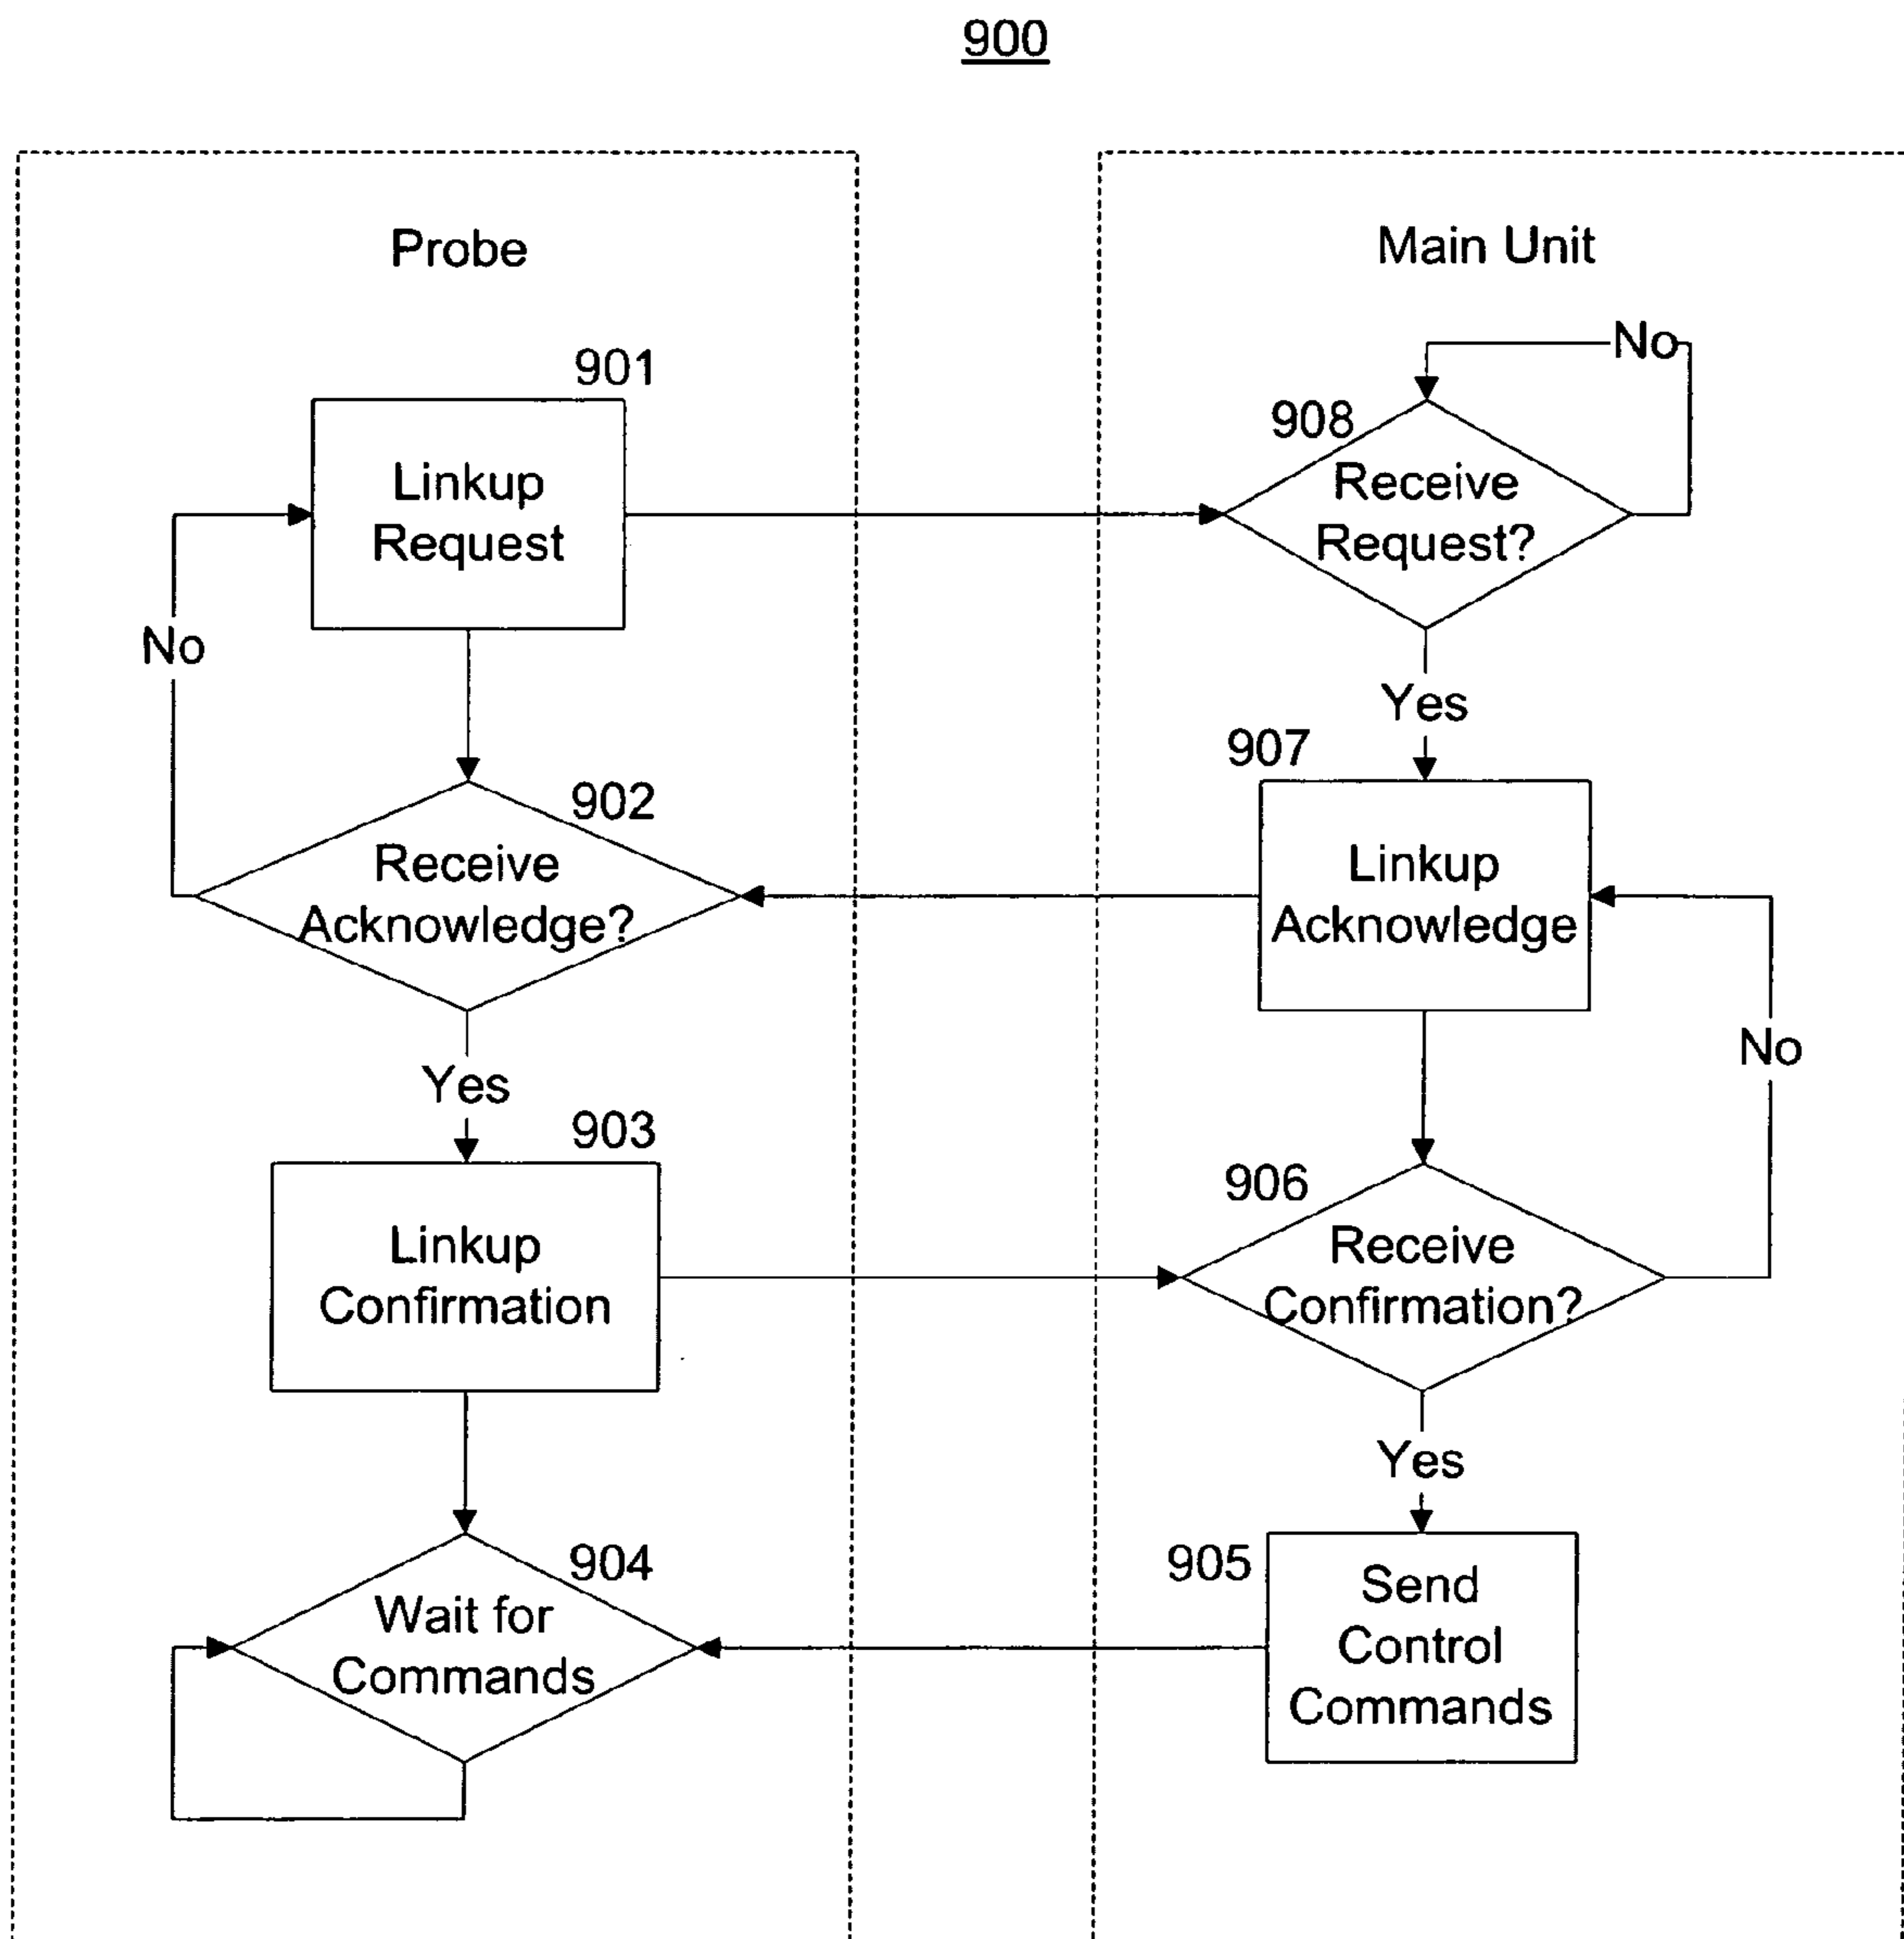 900
Probe
901
Linkup
Request
No
902
Receive
Acknowledge?
Yes
903
Linkup
Confirmation
904
Wait for
Commands
Main Unit
No
908
Receive
Request?
Yes
907
Linkup
Acknowledge
No
906
Receive
Confirmation?
Yes
905
Send
Control
Commands